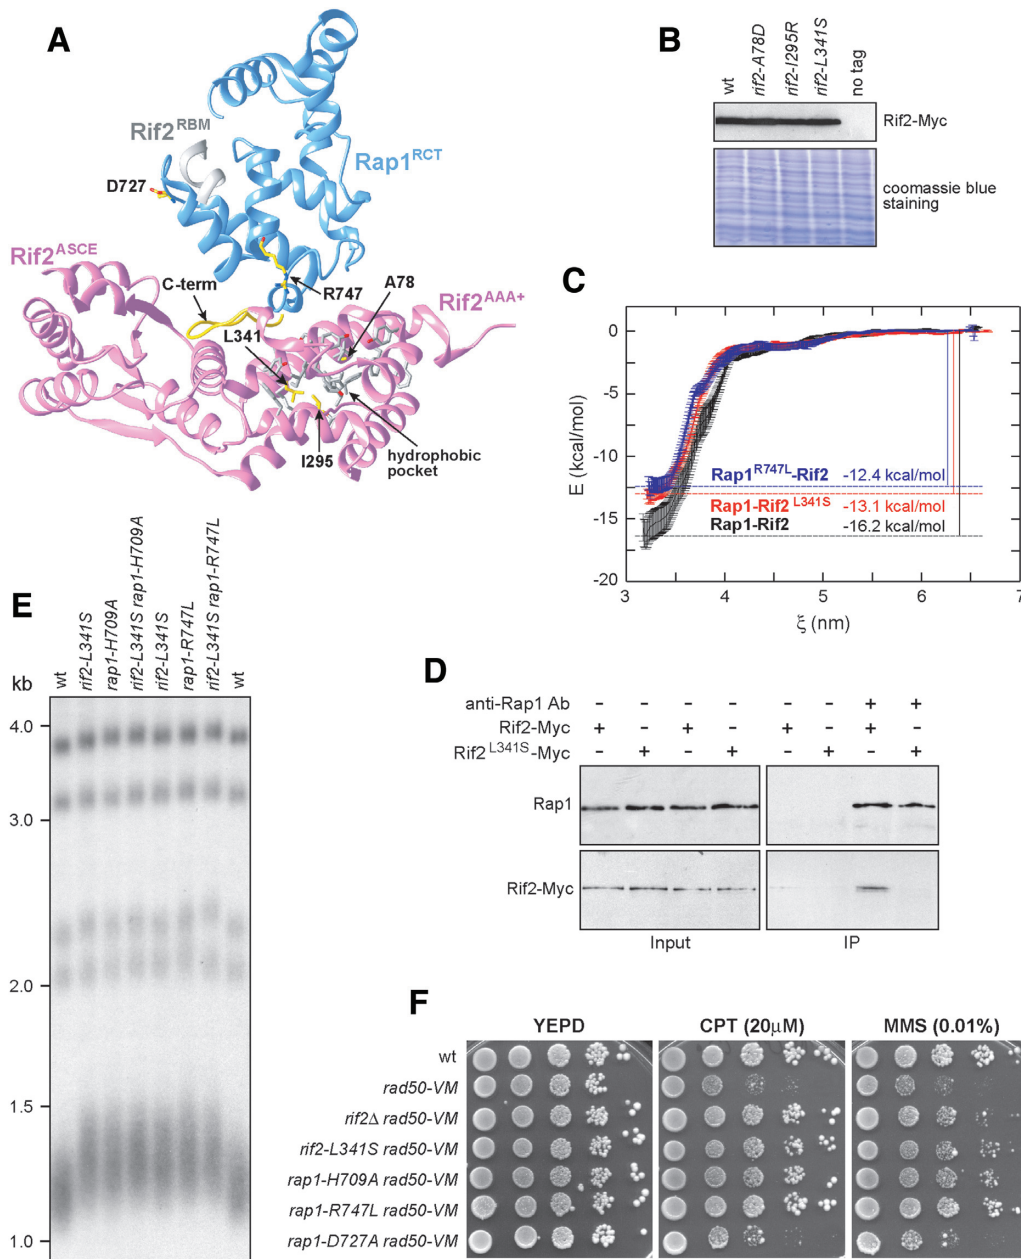 A
Rif2RBM
Rap1RCT
D727
Rif2ASCE
C-term
R747
A78
Rif2AAA+
L341
I295
hydrophobic
pocket
B
wt
rif2-A78D
rif2-I295R
rif2-L341S
no tag
Rif2-Myc
coomassie blue
staining
C
E (kcal/mol)
0
-5
-10
-15
-20
Rap1R747L-Rif2 -12.4 kcal/mol
Rap1-Rif2L341S -13.1 kcal/mol
Rap1-Rif2 -16.2 kcal/mol
3 4 5 6 7
ξ (nm)
D
anti-Rap1 Ab - - - - - - + +
Rif2-Myc + - + - + - + -
Rif2L341S-Myc - + - + - + - +
Rap1
Rif2-Myc
Input IP
E
kb
wt
rif2-L341S
rap1-H709A
rif2-L341S rap1-H709A
rif2-L341S
rap1-R747L
rif2-L341S rap1-R747L
wt
4.0
3.0
2.0
1.5
1.0
F
YEPD CPT (20μM) MMS (0.01%)
wt
rad50-VM
rif2Δ rad50-VM
rif2-L341S rad50-VM
rap1-H709A rad50-VM
rap1-R747L rad50-VM
rap1-D727A rad50-VM